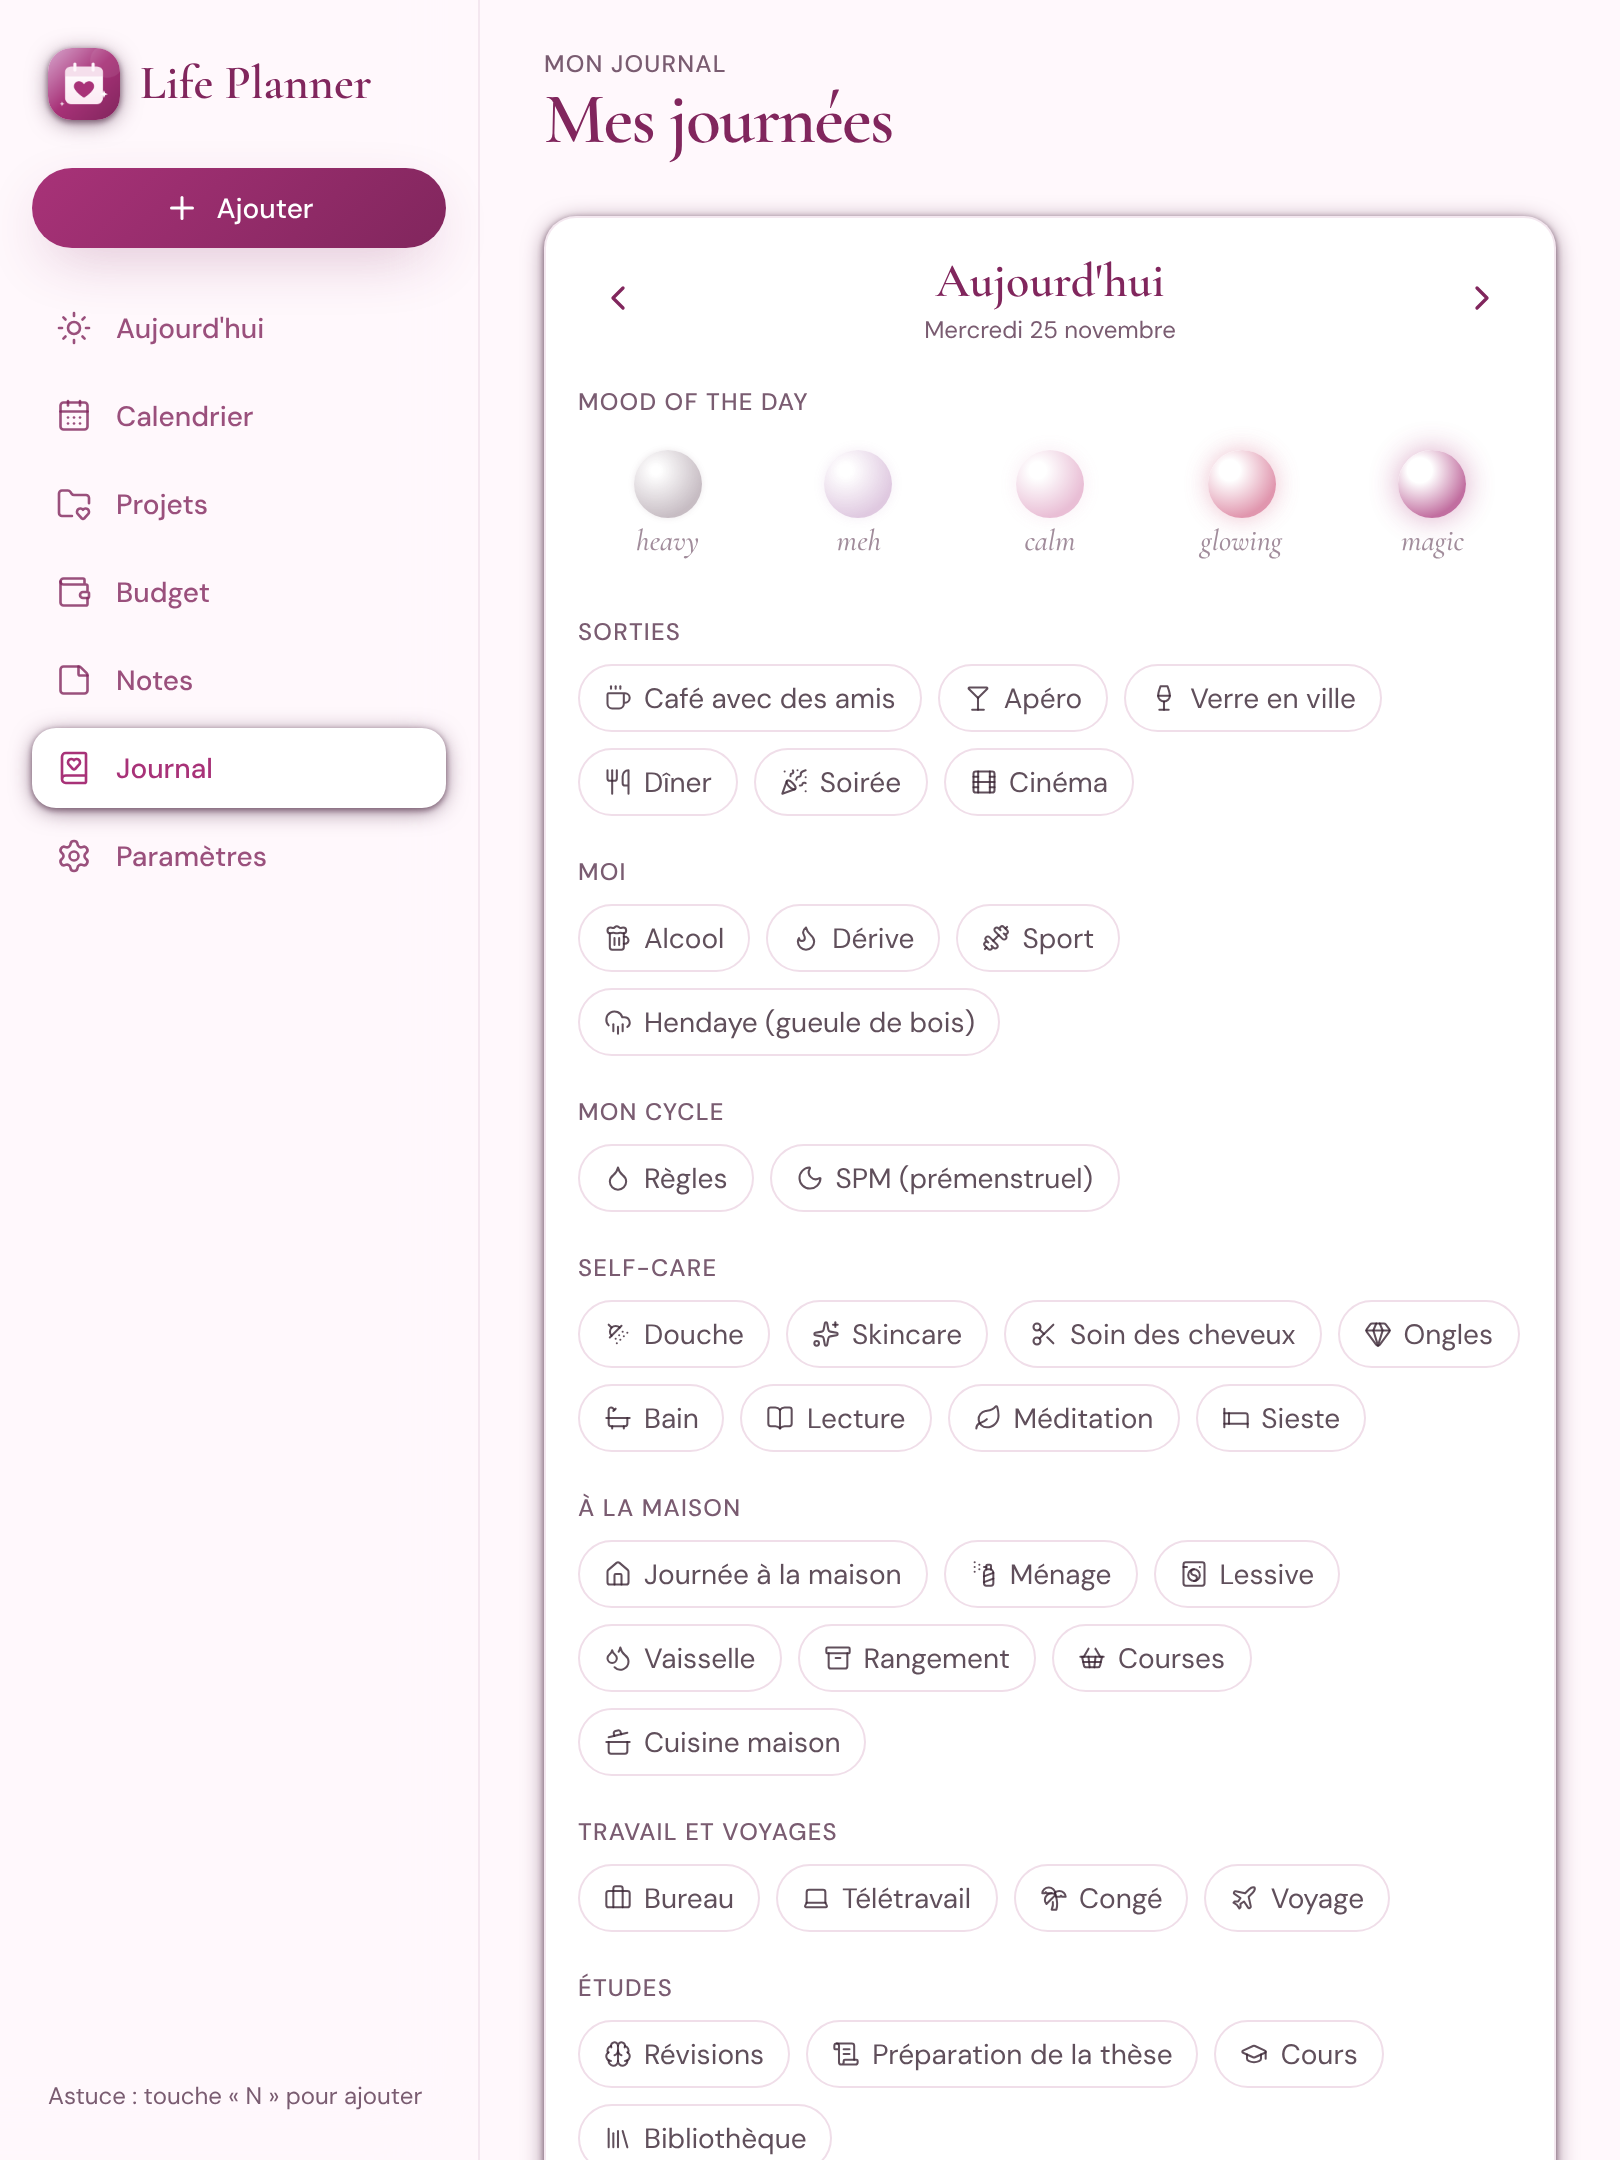 Life Planner
Ajouter
Aujourd'hui
Calendrier
Projets
Budget
Notes
Journal
Paramètres
Astuce : touche « N » pour ajouter
MON JOURNAL
Mes journées
Aujourd'hui
Mercredi 25 novembre
MOOD OF THE DAY
heavy meh calm glowing magic
SORTIES
Café avec des amis Apéro Verre en ville
Dîner Soirée Cinéma
MOI
Alcool Dérive Sport
Hendaye (gueule de bois)
MON CYCLE
Règles SPM (prémenstruel)
SELF-CARE
Douche Skincare Soin des cheveux Ongles
Bain Lecture Méditation Sieste
À LA MAISON
Journée à la maison Ménage Lessive
Vaisselle Rangement Courses
Cuisine maison
TRAVAIL ET VOYAGES
Bureau Télétravail Congé Voyage
ÉTUDES
Révisions Préparation de la thèse Cours
Bibliothèque